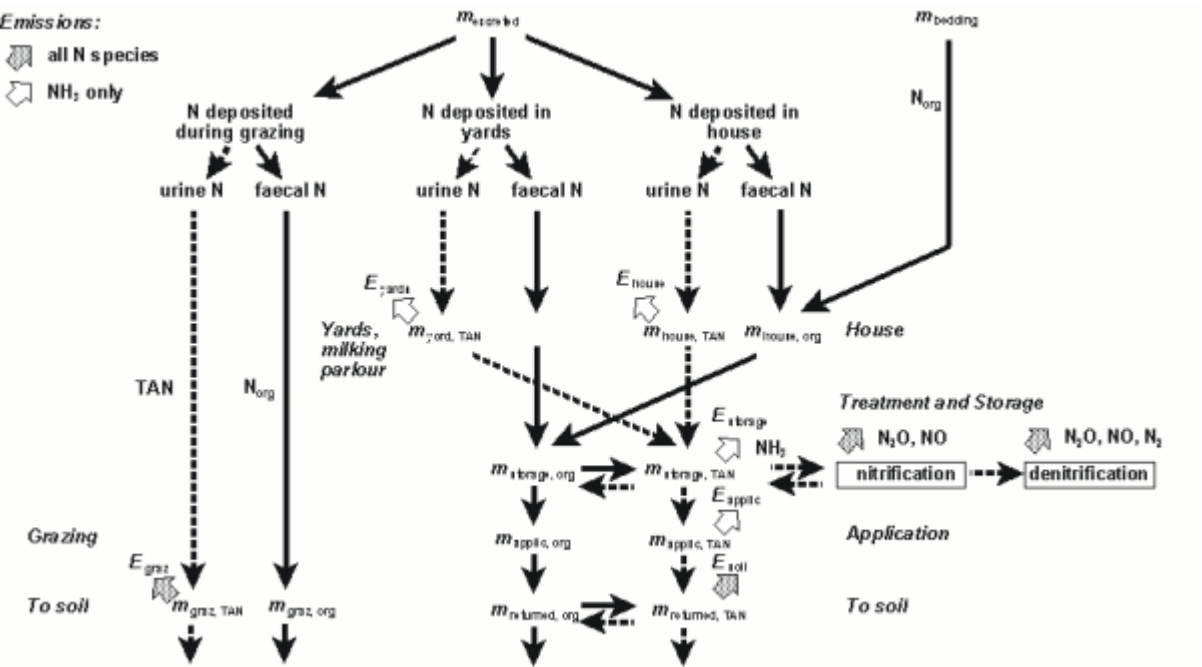 Emissions:
all N species
NH3 only
m excreted
m bedding
N deposited
during grazing
N deposited in
yards
N deposited in
house
Norg
urine N
faecal N
urine N
faecal N
urine N
faecal N
E yards
E house
Yards,
milking
parlour
m yard, TAN
m house, TAN
m house, org
House
TAN
Norg
Treatment and Storage
E storage
NH3
N2O, NO
N2O, NO, N2
m storage, org
m storage, TAN
nitrification
denitrification
E applic
Grazing
m applic, org
m applic, TAN
Application
E graz
E soil
To soil
m graz, TAN
m graz, org
m returned, org
m returned, TAN
To soil